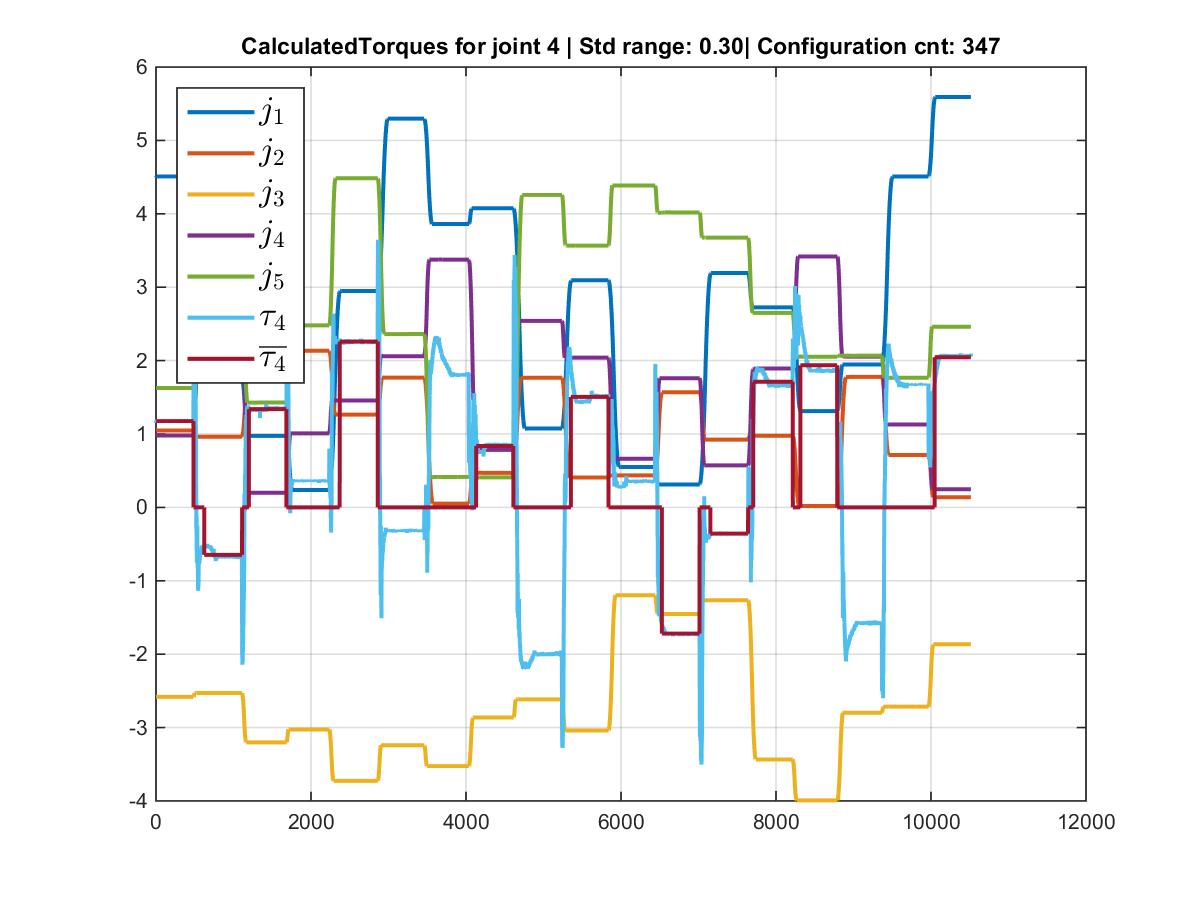 CalculatedTorques for joint 4 | Std range: 0.30| Configuration cnt: 347
6
5
4
3
2
1
0
-1
-2
-3
-4
j₁
j₂
j₃
j₄
j₅
τ₄
τ̅₄
0 2000 4000 6000 8000 10000 12000